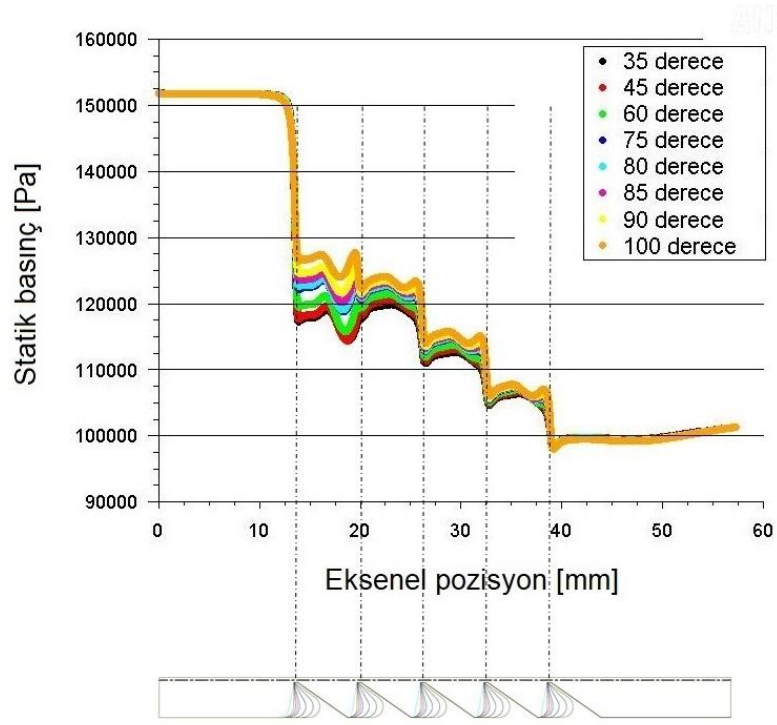 160000
150000
140000
130000
120000
110000
100000
90000
Statik basınç [Pa]
35 derece
45 derece
60 derece
75 derece
80 derece
85 derece
90 derece
100 derece
0 10 20 30 40 50 60
Eksenel pozisyon [mm]